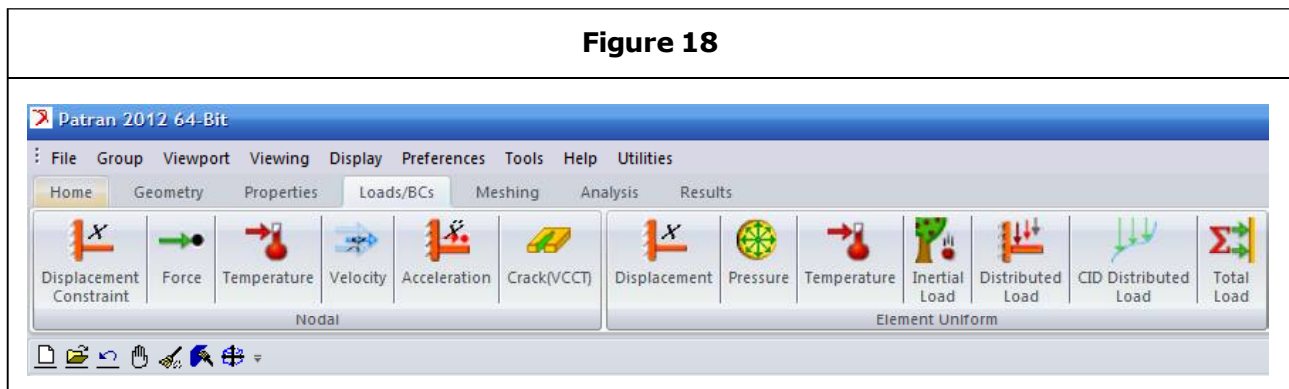 Figure 18
Patran 2012 64-Bit
File Group Viewport Viewing Display Preferences Tools Help Utilities
Home Geometry Properties Loads/BCs Meshing Analysis Results
X X
Displacement Force Temperature Velocity Acceleration Crack(VCCT) Displacement Pressure Temperature Inertial Distributed CID Distributed Total
Constraint Load Load Load Load
Nodal Element Uniform